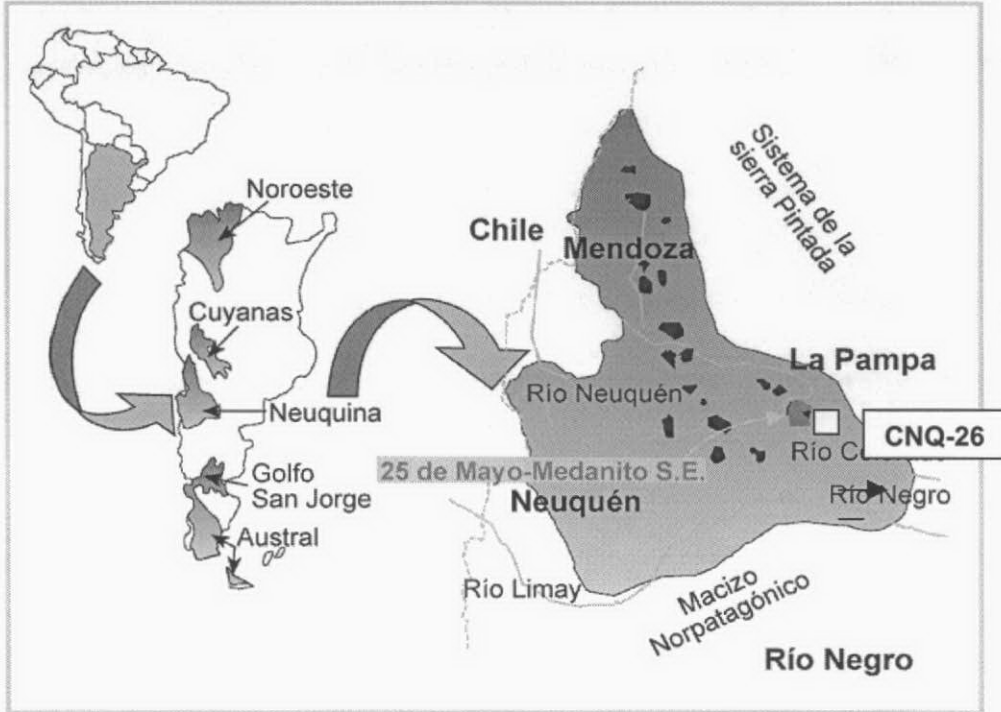 Noroeste
Cuyanas
Neuquina
Golfo
San Jorge
Austral
Sistema de la
sierra Pintada
Chile
Mendoza
La Pampa
Río Neuquén
CNQ-26
Río
25 de Mayo-Medanito S.E.
Río Negro
Neuquén
Río Limay
Macizo
Norpatagónico
Río Negro